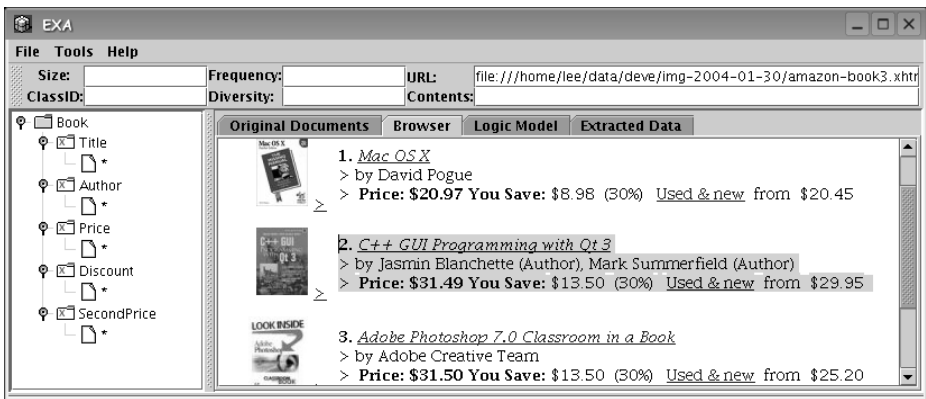 EXA
File Tools Help
Size: Frequency: URL: file:///home/lee/data/deve/img-2004-01-30/amazon-book3.xhtr
ClassID: Diversity: Contents:
Book
Title
*
Author
*
Price
*
Discount
*
SecondPrice
*
Original Documents Browser Logic Model Extracted Data
Mac OS X
1. Mac OS X
> by David Pogue
> Price: $20.97 You Save: $8.98 (30%) Used & new from $20.45
>
C++ GUI
Qt 3
2. C++ GUI Programming with Qt 3
> by Jasmin Blanchette (Author), Mark Summerfield (Author)
> Price: $31.49 You Save: $13.50 (30%) Used & new from $29.95
>
LOOK INSIDE
Adobe
Photoshop
3. Adobe Photoshop 7.0 Classroom in a Book
> by Adobe Creative Team
> Price: $31.50 You Save: $13.50 (30%) Used & new from $25.20
>